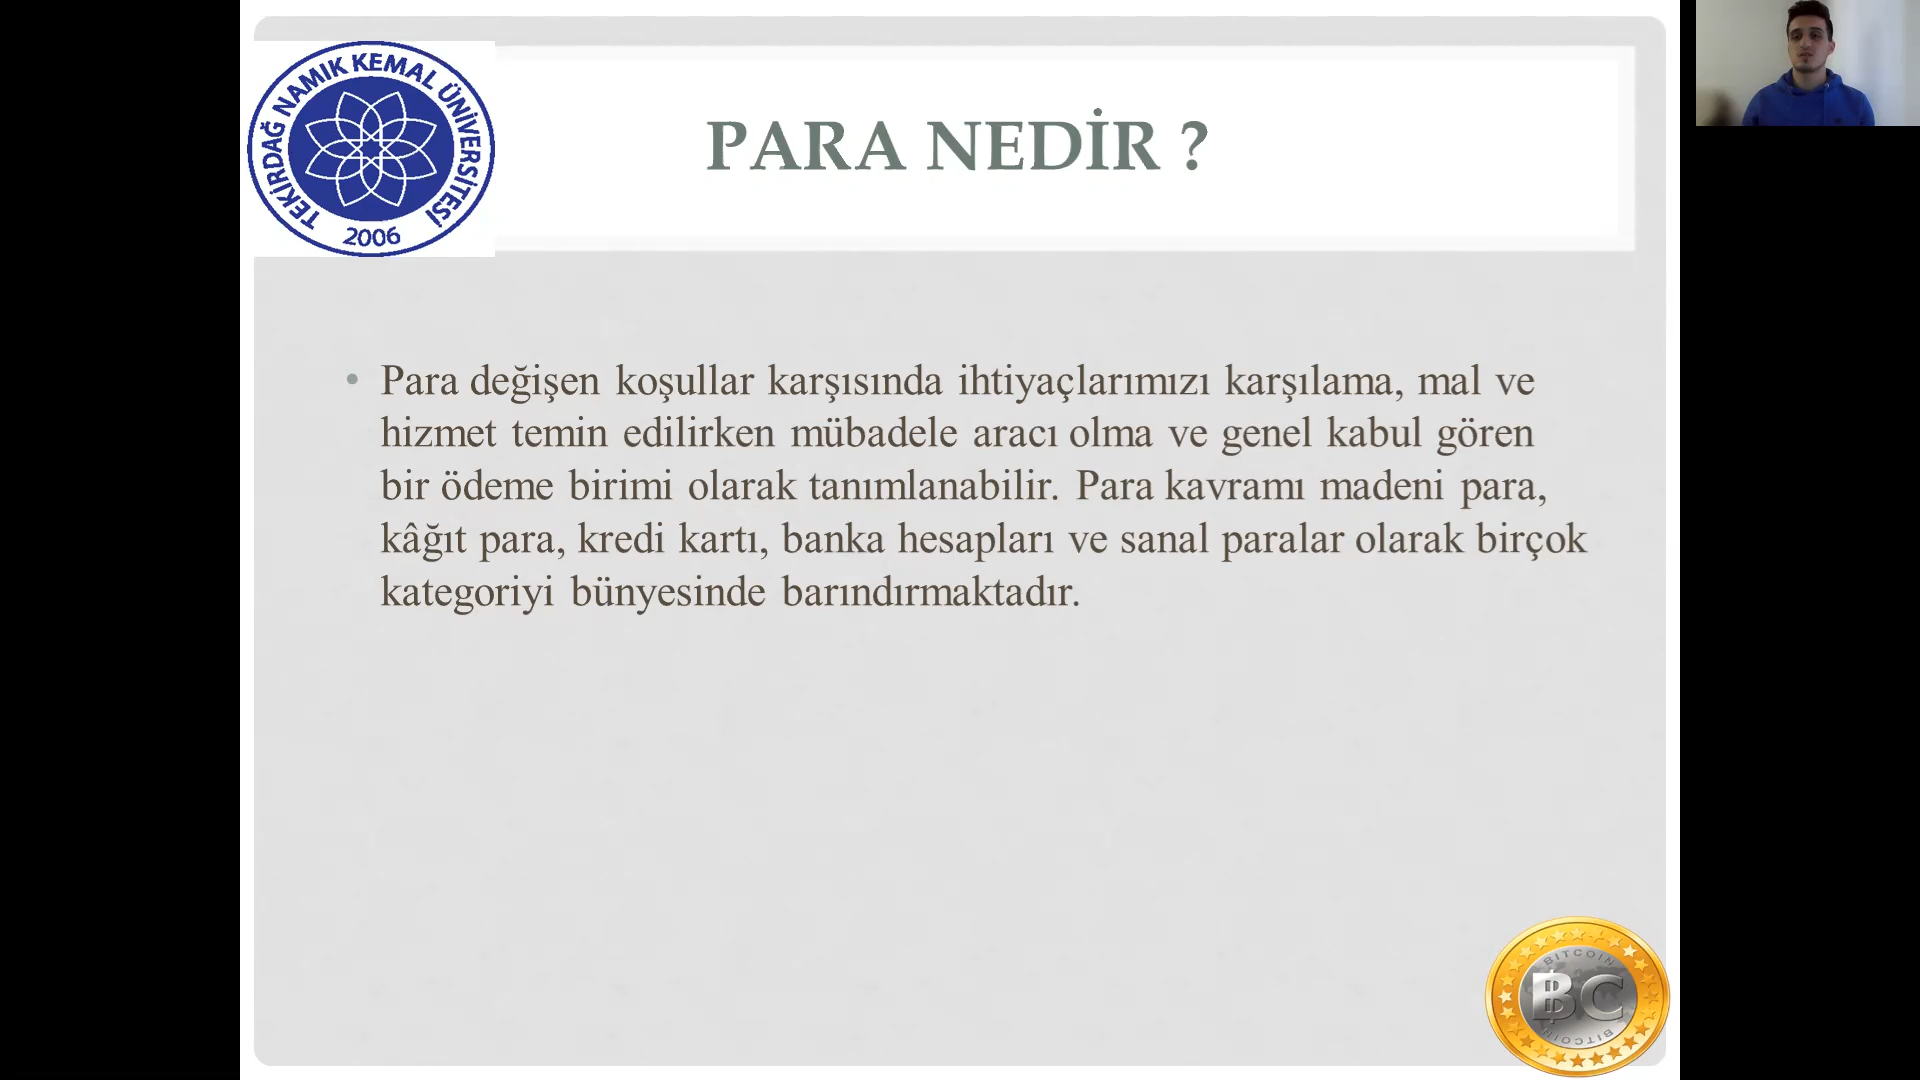 TEKİRDAĞ NAMIK KEMAL ÜNİVERSİTESİ
2006
PARA NEDİR ?
• Para değişen koşullar karşısında ihtiyaçlarımızı karşılama, mal ve
hizmet temin edilirken mübadele aracı olma ve genel kabul gören
bir ödeme birimi olarak tanımlanabilir. Para kavramı madeni para,
kâğıt para, kredi kartı, banka hesapları ve sanal paralar olarak birçok
kategoriyi bünyesinde barındırmaktadır.
BITCOIN
BC
BITCOIN